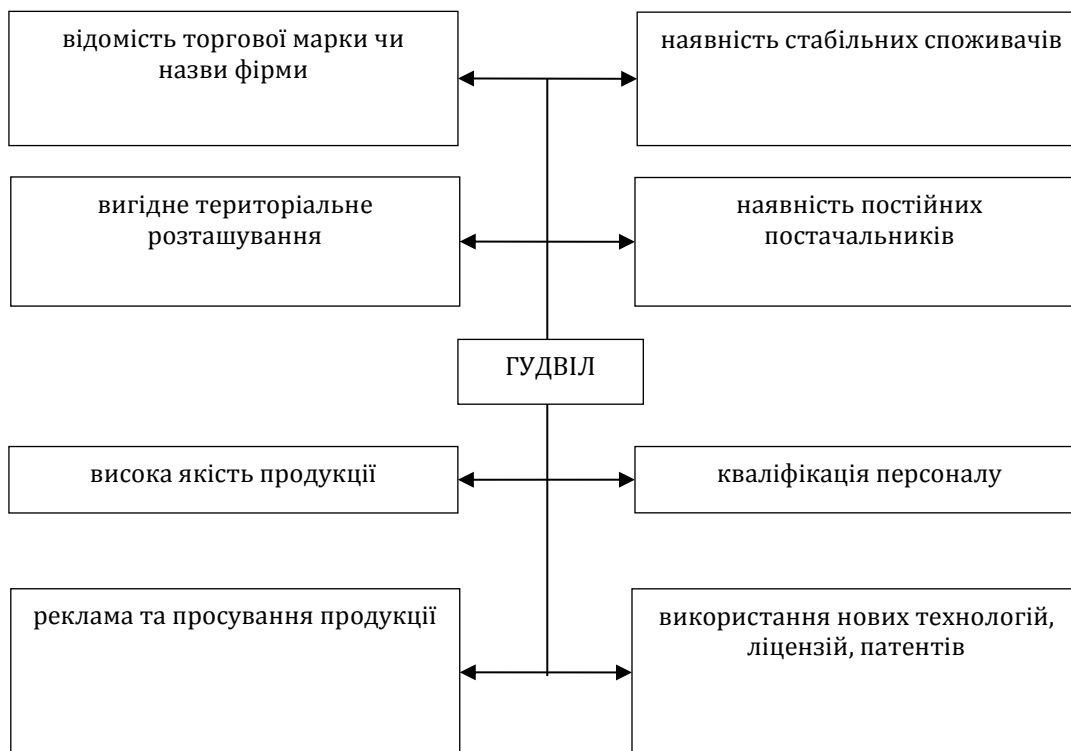 відомість торгової марки чи
назви фірми
наявність стабільних споживачів
вигідне територіальне
розташування
наявність постійних
постачальників
ГУДВІЛ
висока якість продукції
кваліфікація персоналу
реклама та просування продукції
використання нових технологій,
ліцензій, патентів